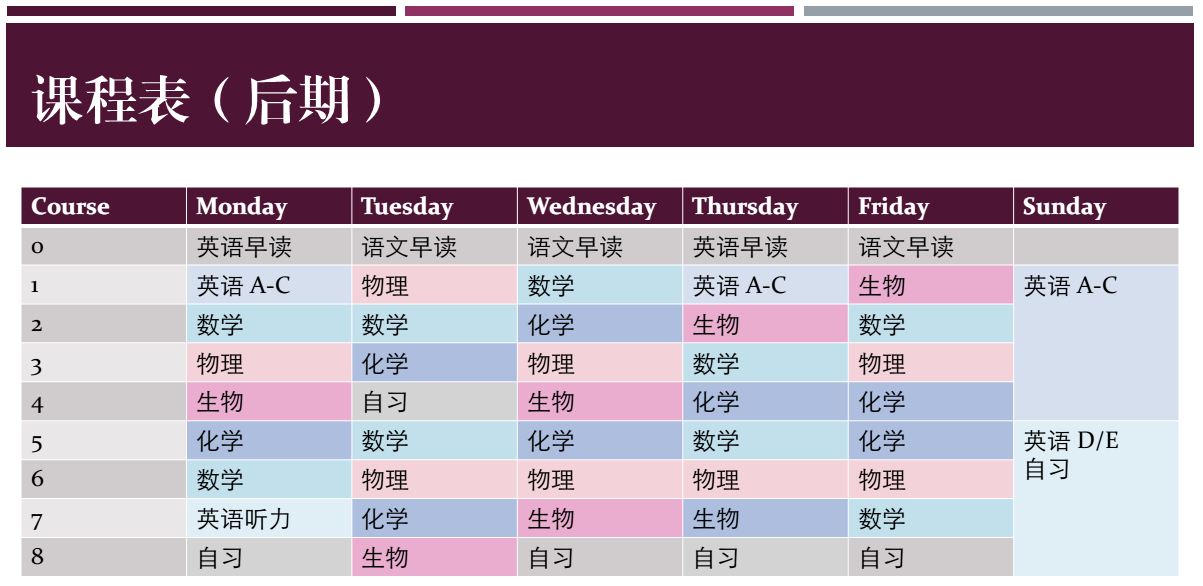 课程表（后期）
Course Monday Tuesday Wednesday Thursday Friday Sunday
0 英语早读 语文早读 语文早读 英语早读 语文早读
1 英语 A-C 物理 数学 英语 A-C 生物 英语 A-C
2 数学 数学 化学 生物 数学
3 物理 化学 物理 数学 物理
4 生物 自习 生物 化学 化学
5 化学 数学 化学 数学 化学 英语 D/E
自习
6 数学 物理 物理 物理 物理
7 英语听力 化学 生物 生物 数学
8 自习 生物 自习 自习 自习